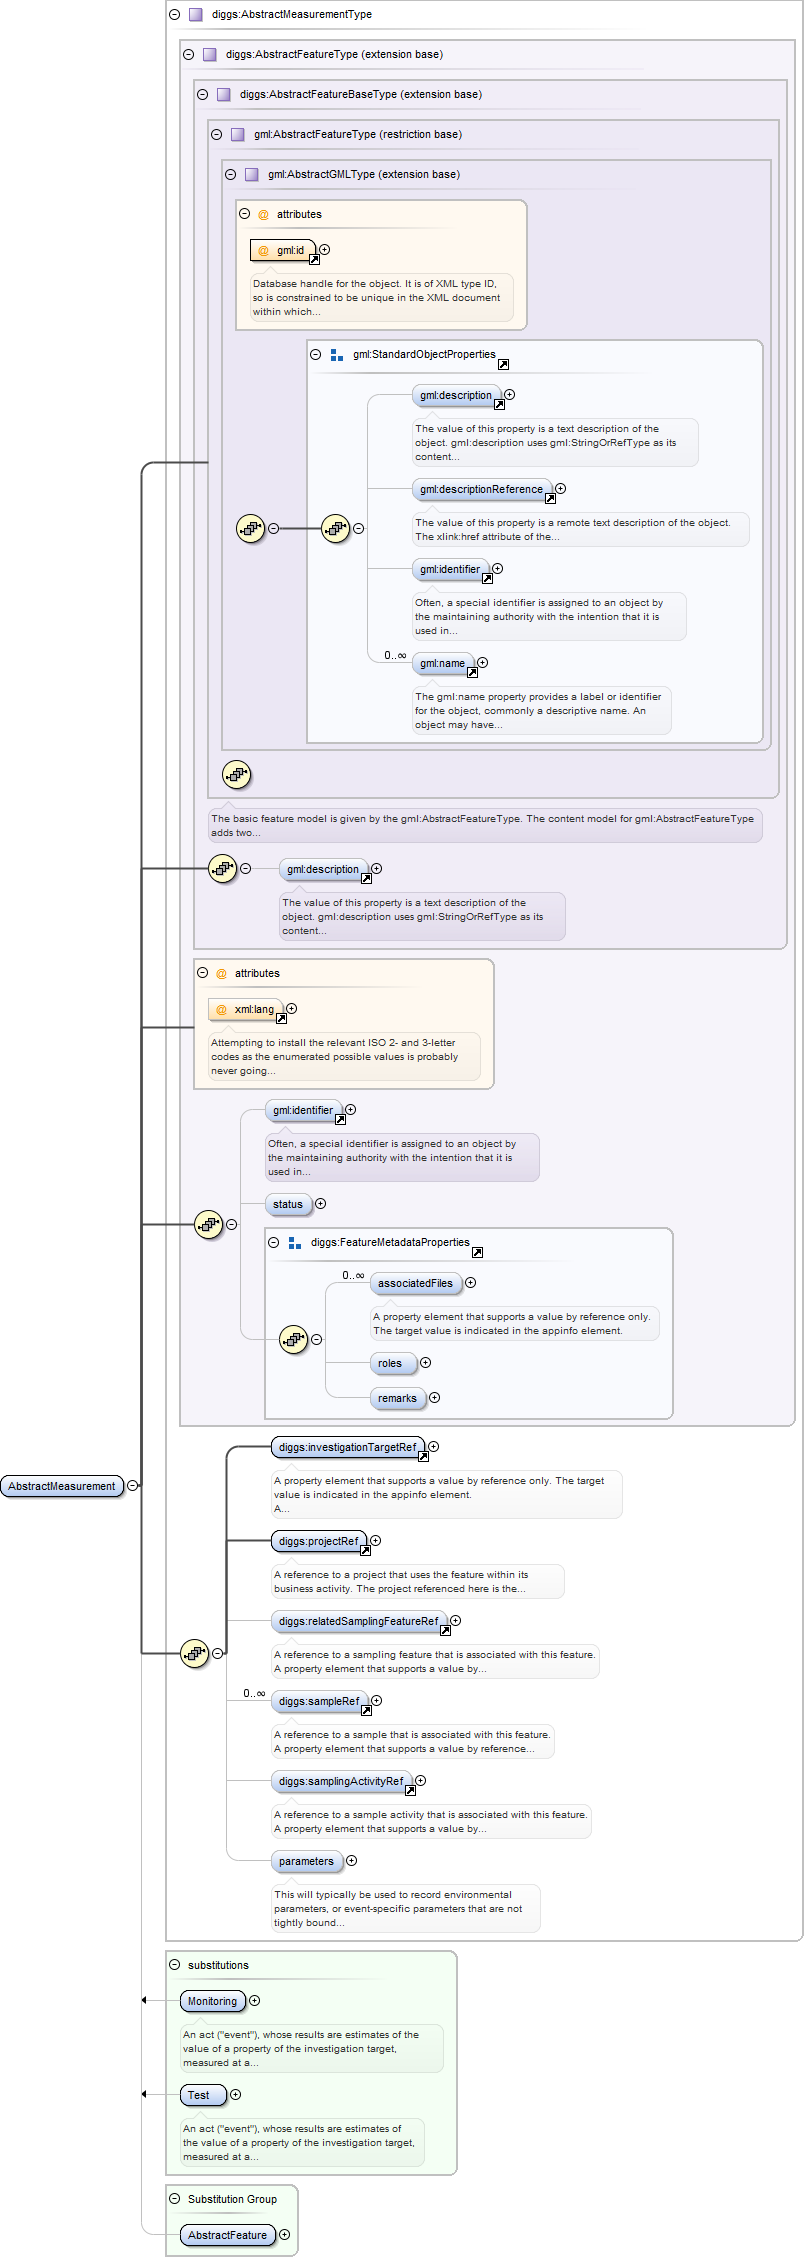 diggs:AbstractMeasurementType
diggs:AbstractFeatureType (extension base)
diggs:AbstractFeatureBaseType (extension base)
gml:AbstractFeatureType (restriction base)
gml:AbstractGMLType (extension base)
@ attributes
@ gml:id
Database handle for the object. It is of XML type ID,
so is constrained to be unique in the XML document
within which...
gml:StandardObjectProperties
gml:description
The value of this property is a text description of the
object. gml:description uses gml:StringOrRefType as its
content...
gml:descriptionReference
The value of this property is a remote text description of the object.
The xlink:href attribute of the...
gml:identifier
Often, a special identifier is assigned to an object by
the maintaining authority with the intention that it is
used in...
0..∞
gml:name
The gml:name property provides a label or identifier
for the object, commonly a descriptive name. An
object may have...
The basic feature model is given by the gml:AbstractFeatureType. The content model for gml:AbstractFeatureType
adds two...
gml:description
The value of this property is a text description of the
object. gml:description uses gml:StringOrRefType as its
content...
@ attributes
@ xml:lang
Attempting to install the relevant ISO 2- and 3-letter
codes as the enumerated possible values is probably
never going...
gml:identifier
Often, a special identifier is assigned to an object by
the maintaining authority with the intention that it is
used in...
status
diggs:FeatureMetadataProperties
0..∞
associatedFiles
A property element that supports a value by reference only.
The target value is indicated in the appinfo element.
roles
remarks
diggs:investigationTargetRef
AbstractMeasurement
A property element that supports a value by reference only. The target
value is indicated in the appinfo element.
A...
diggs:projectRef
A reference to a project that uses the feature within its
business activity. The project referenced here is the...
diggs:relatedSamplingFeatureRef
A reference to a sampling feature that is associated with this feature.
A property element that supports a value by...
0..∞
diggs:sampleRef
A reference to a sample that is associated with this feature.
A property element that supports a value by reference...
diggs:samplingActivityRef
A reference to a sample activity that is associated with this feature.
A property element that supports a value by...
parameters
This will typically be used to record environmental
parameters, or event-specific parameters that are not
tightly bound...
substitutions
Monitoring
An act ("event"), whose results are estimates of the
value of a property of the investigation target,
measured at a...
Test
An act ("event"), whose results are estimates of
the value of a property of the investigation target,
measured at a...
Substitution Group
AbstractFeature